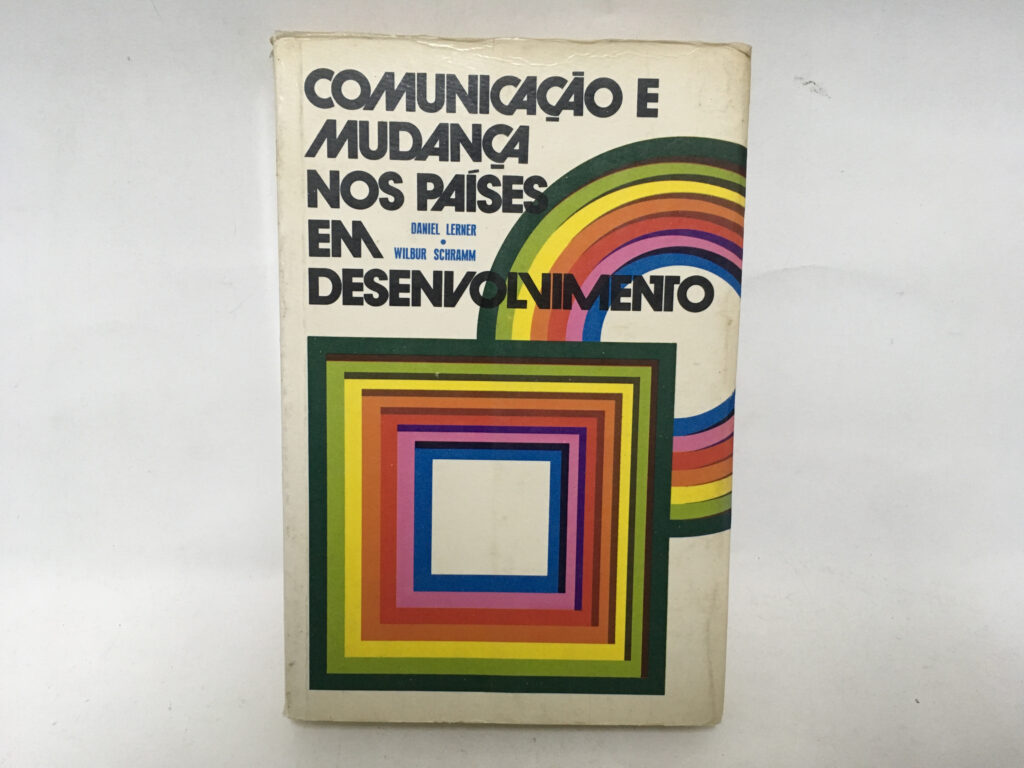 COMUNICAÇÃO E
MUDANÇA
NOS PAÍSES
EM
DANIEL LERNER
•
WILBUR SCHRAMM
DESENVOLVIMENTO